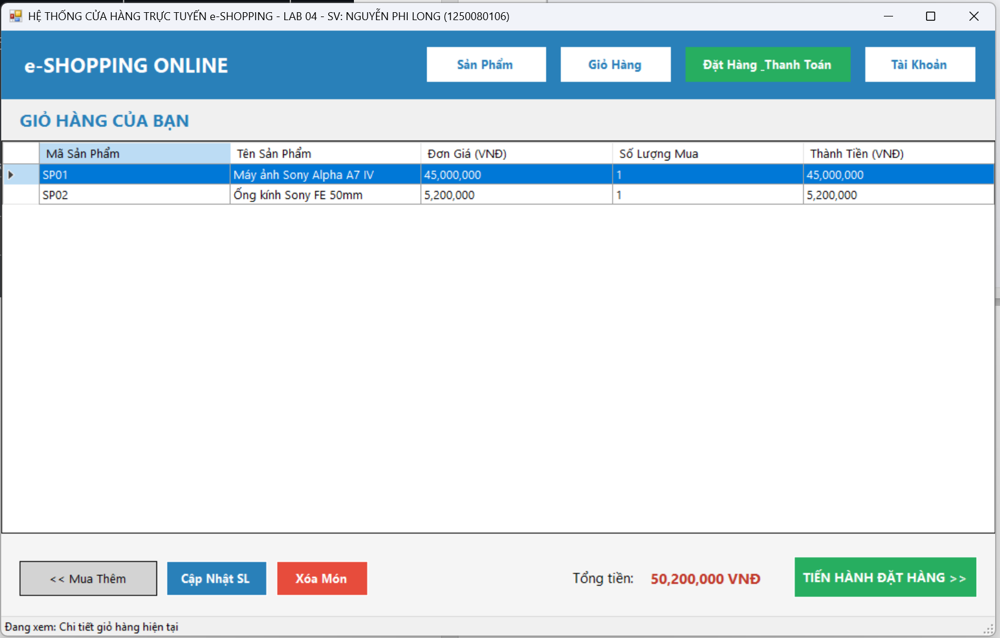 HỆ THỐNG CỬA HÀNG TRỰC TUYẾN e-SHOPPING - LAB 04 - SV: NGUYỄN PHI LONG (1250080106)
e-SHOPPING ONLINE
Sản Phẩm
Giỏ Hàng
Đặt Hàng _Thanh Toán
Tài Khoản
GIỎ HÀNG CỦA BẠN
Mã Sản Phẩm Tên Sản Phẩm Đơn Giá (VNĐ) Số Lượng Mua Thành Tiền (VNĐ)
SP01 Máy ảnh Sony Alpha A7 IV 45,000,000 1 45,000,000
SP02 Ống kính Sony FE 50mm 5,200,000 1 5,200,000
<< Mua Thêm
Cập Nhật SL
Xóa Món
Tổng tiền: 50,200,000 VNĐ
TIẾN HÀNH ĐẶT HÀNG >>
Đang xem: Chi tiết giỏ hàng hiện tại